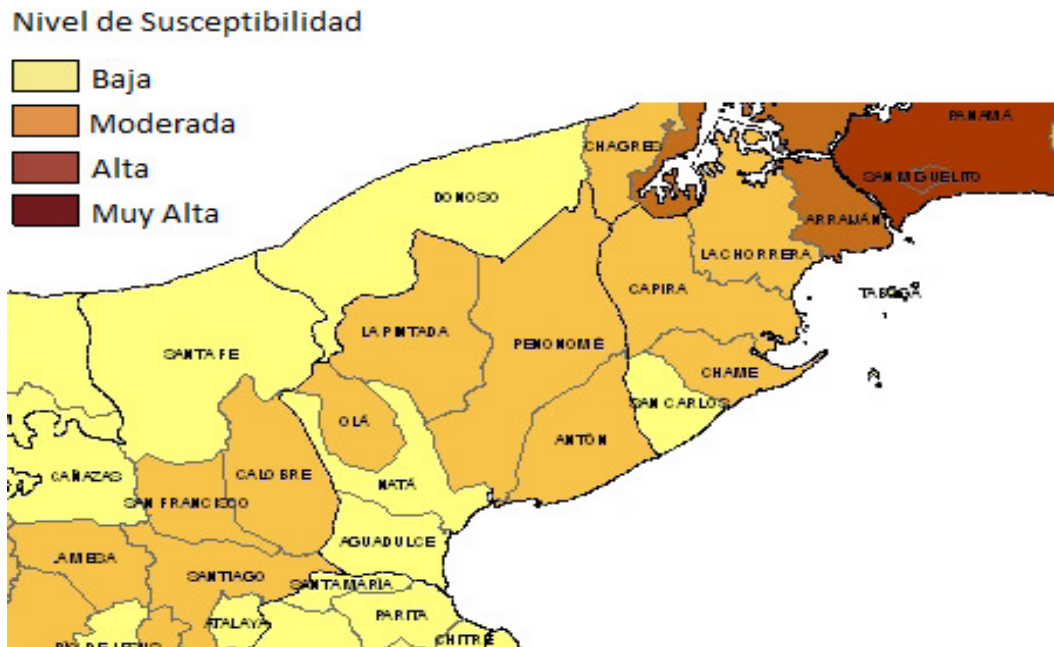 Nivel de Susceptibilidad
Baja
Moderada
Alta
Muy Alta
PANAMÁ
CHAGRES
SAN MIGUELITO
DONOSO
ARRAIJÁN
LA CHORRERA
CAPIRA
TABOGA
LA PINTADA
PENONOMÉ
SANTA FE
CHAME
SAN CARLOS
OLÁ
ANTÓN
CALOBRE
CAÑAZAS
NATÁ
SAN FRANCISCO
AGUADULCE
LA MESA
SANTIAGO
SANTA MARÍA
PARITA
ATALAYA
CHITRÉ